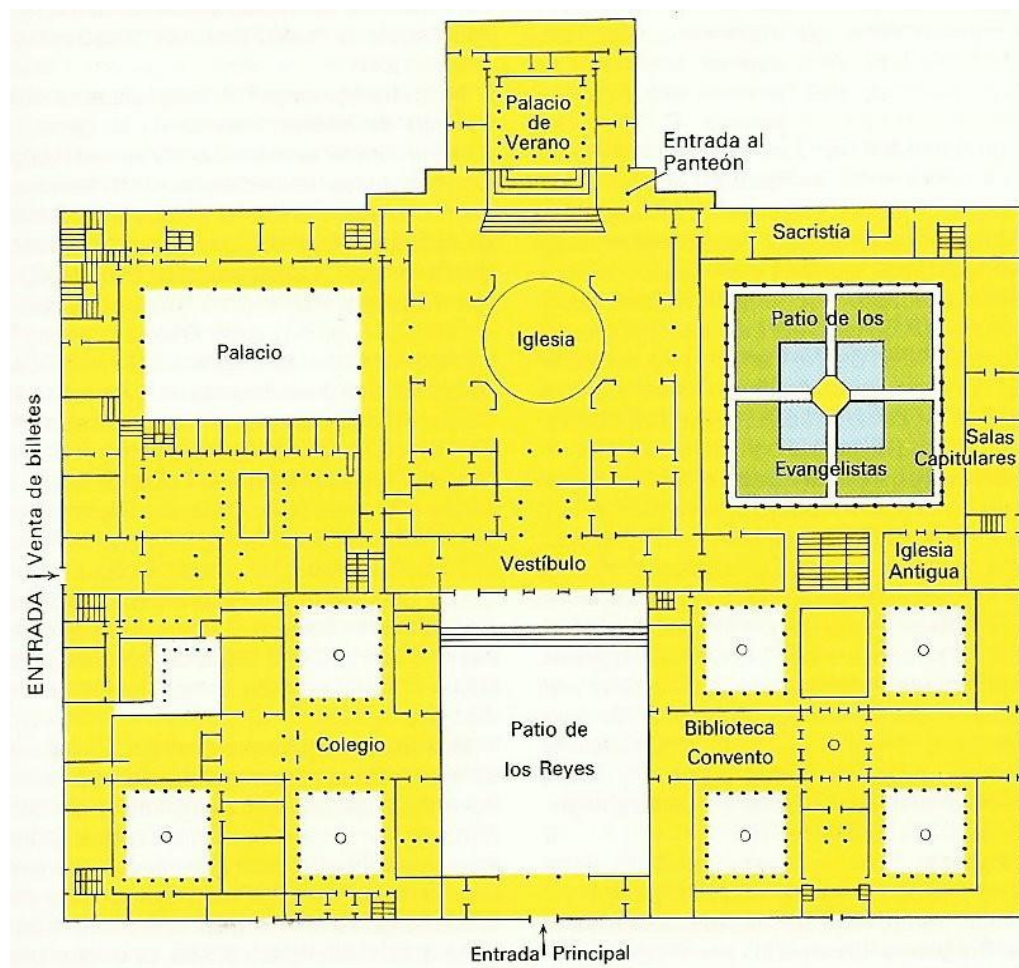 Palacio
de
Verano
Entrada al
Panteón
Sacristía
Palacio
Iglesia
Patio de los
Evangelistas
Salas
Capitulares
ENTRADA
Venta de billetes
Vestíbulo
Iglesia
Antigua
Colegio
Patio de
los Reyes
Biblioteca
Convento
Entrada Principal